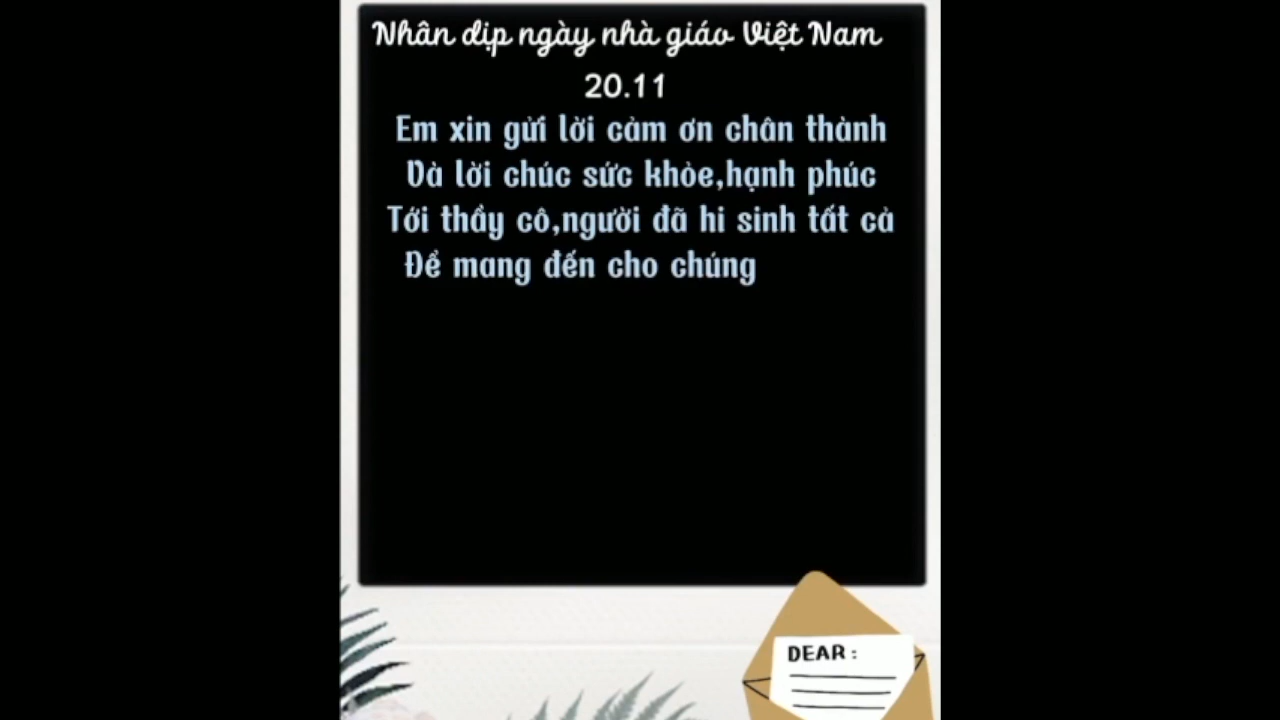 Nhân dịp ngày nhà giáo Việt Nam
20.11
Em xin gửi lời cảm ơn chân thành
Và lời chúc sức khỏe,hạnh phúc
Tới thầy cô,người đã hi sinh tất cả
Để mang đến cho chúng
DEAR :